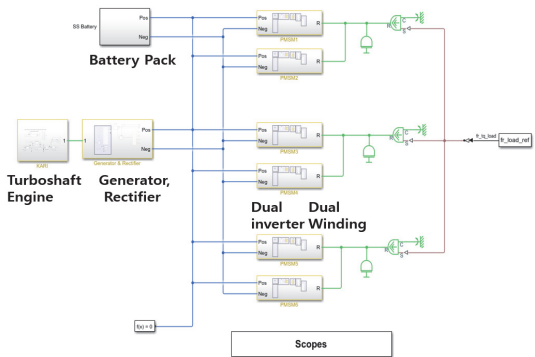 SS Battery
Pos
Neg
Battery Pack
Pos
Neg
R
PMSM1
Pos
Neg
R
PMSM2
R
C
S
KARI
1
1
Pos
Neg
Generator & Rectifier
Turboshaft
Engine
Generator,
Rectifier
Pos
Neg
R
PMSM3
Pos
Neg
R
PMSM4
R
C
S
fr_tq_load
fr_load_ref
Dual Dual
inverter Winding
Pos
Neg
R
PMSM5
Pos
Neg
R
PMSM6
R
C
S
f(x) = 0
Scopes